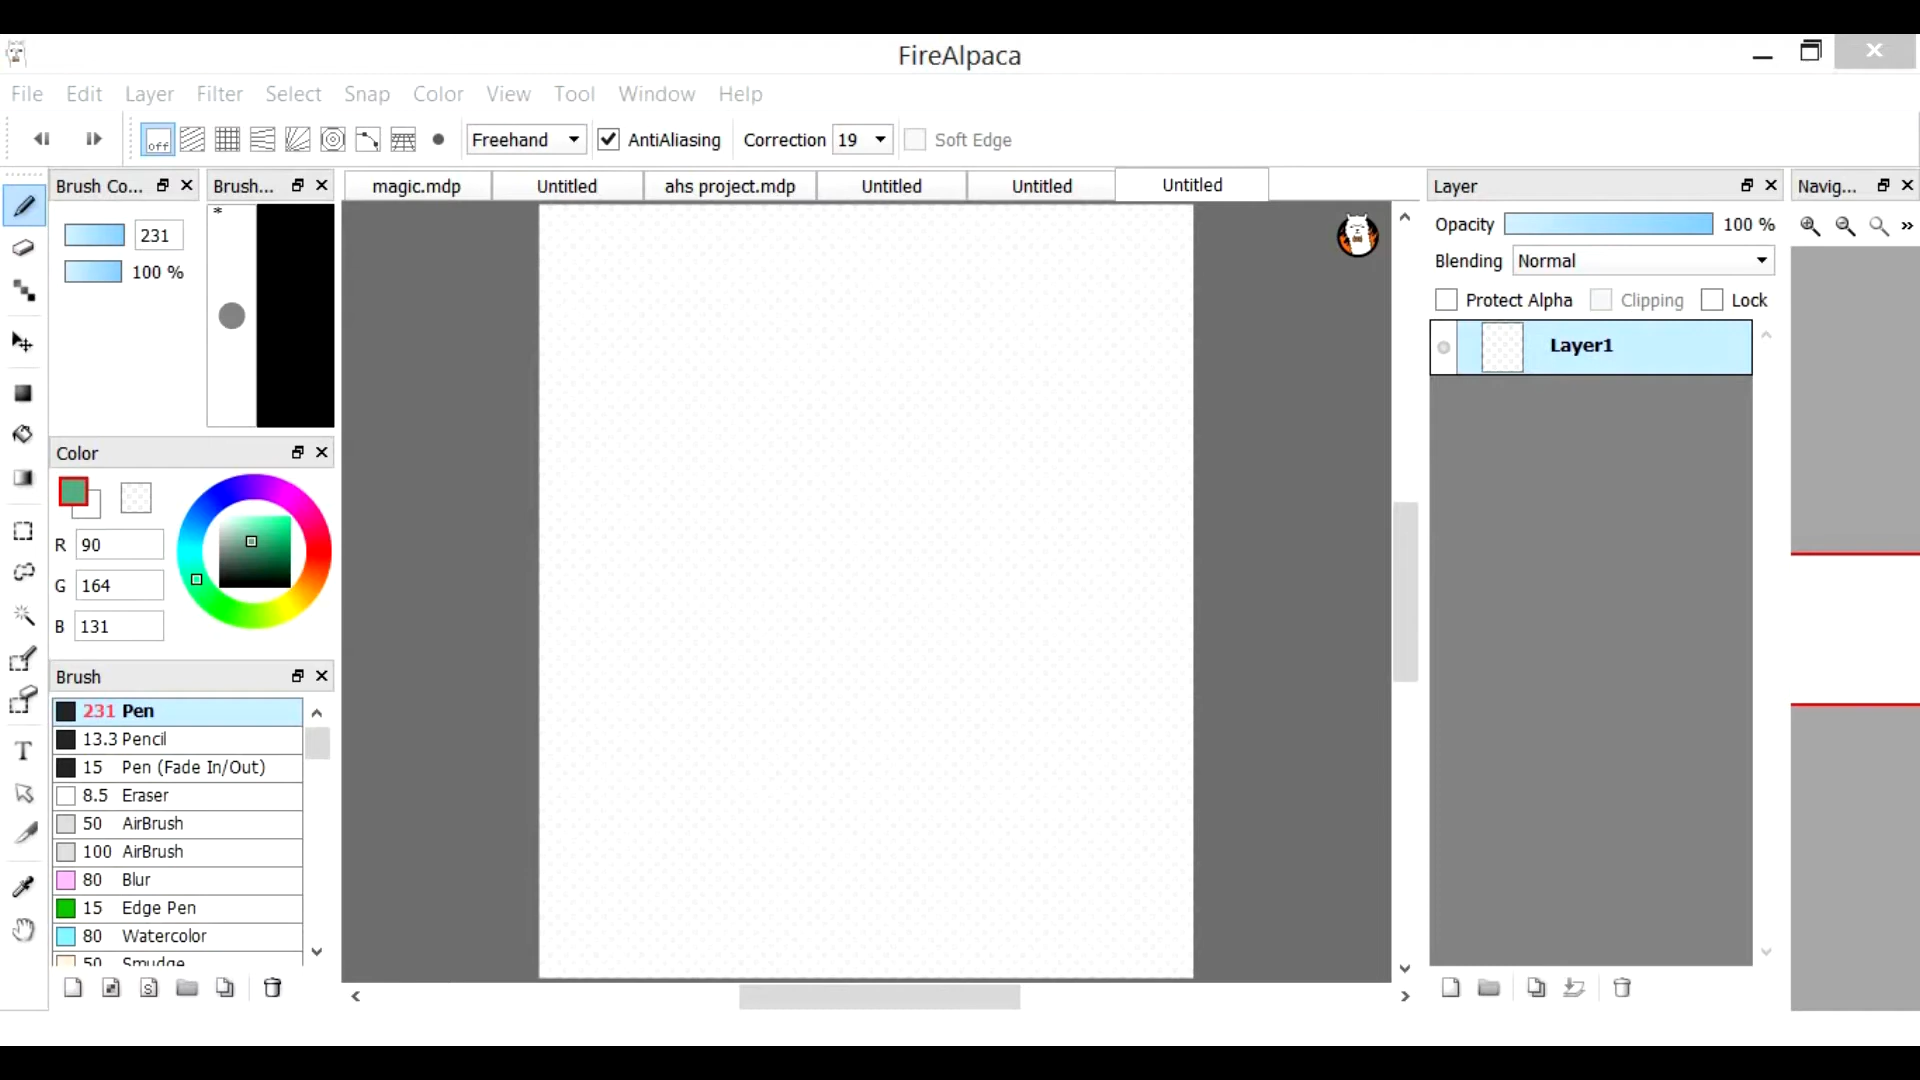 FireAlpaca
File Edit Layer Filter Select Snap Color View Tool Window Help
off Freehand AntiAliasing Correction 19 Soft Edge
Brush Co... Brush... magic.mdp Untitled ahs project.mdp Untitled Untitled Untitled Layer Navig...
231 *
100 %
Opacity 100 %
Blending Normal
Protect Alpha Clipping Lock
Layer1
Color
R 90
G 164
B 131
Brush
231 Pen
13.3 Pencil
15 Pen (Fade In/Out)
8.5 Eraser
50 AirBrush
100 AirBrush
80 Blur
15 Edge Pen
80 Watercolor
50 Smudge
T
S